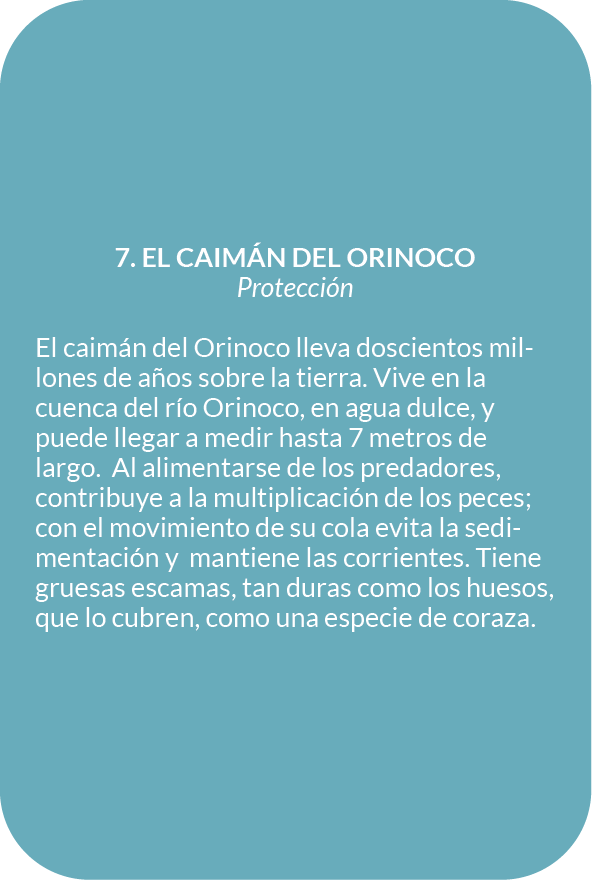 7. EL CAIMÁN DEL ORINOCO
Protección
El caimán del Orinoco lleva doscientos mil-
lones de años sobre la tierra. Vive en la
cuenca del río Orinoco, en agua dulce, y
puede llegar a medir hasta 7 metros de
largo.  Al alimentarse de los predadores,
contribuye a la multiplicación de los peces;
con el movimiento de su cola evita la sedi-
mentación y  mantiene las corrientes. Tiene
gruesas escamas, tan duras como los huesos,
que lo cubren, como una especie de coraza.